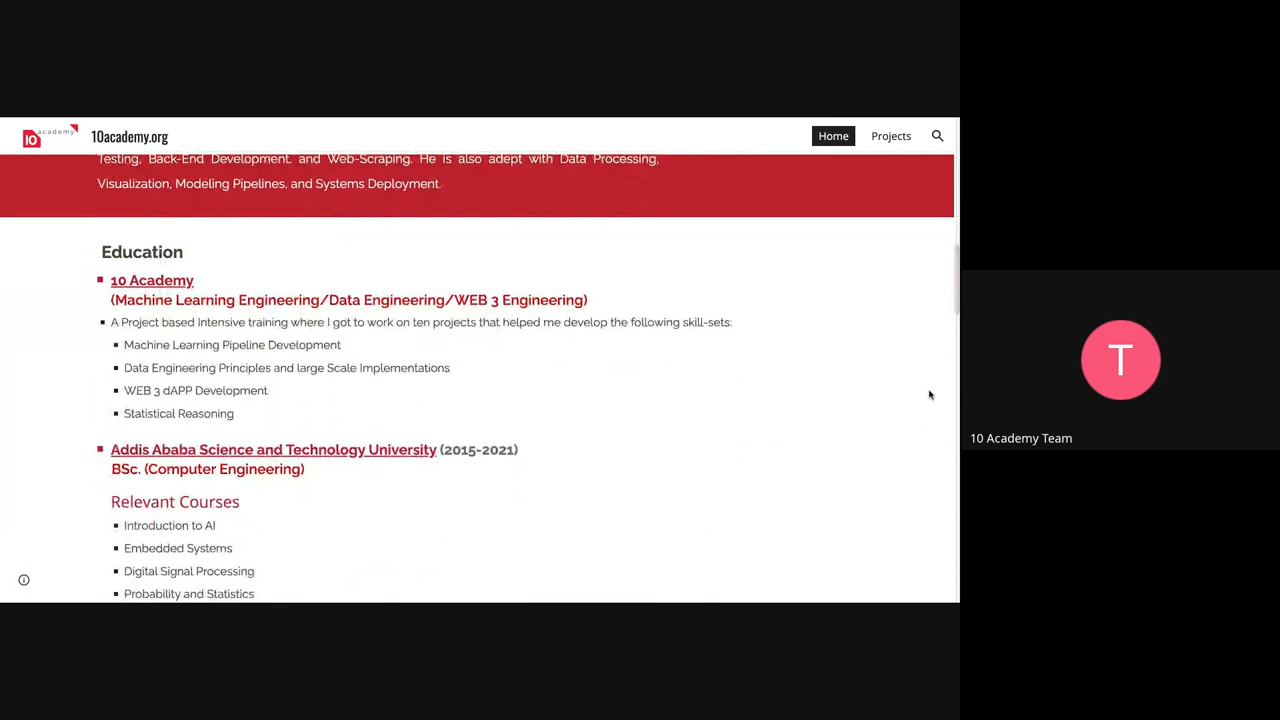 10 academy
10academy.org
Home
Projects
Testing, Back-End Development, and Web-Scraping. He is also adept with Data Processing,
Visualization, Modeling Pipelines, and Systems Deployment.
Education
10 Academy
(Machine Learning Engineering/Data Engineering/WEB 3 Engineering)
A Project based Intensive training where I got to work on ten projects that helped me develop the following skill-sets:
Machine Learning Pipeline Development
Data Engineering Principles and large Scale Implementations
WEB 3 dAPP Development
Statistical Reasoning
Addis Ababa Science and Technology University (2015-2021)
BSc. (Computer Engineering)
Relevant Courses
Introduction to AI
Embedded Systems
Digital Signal Processing
Probability and Statistics
T
10 Academy Team